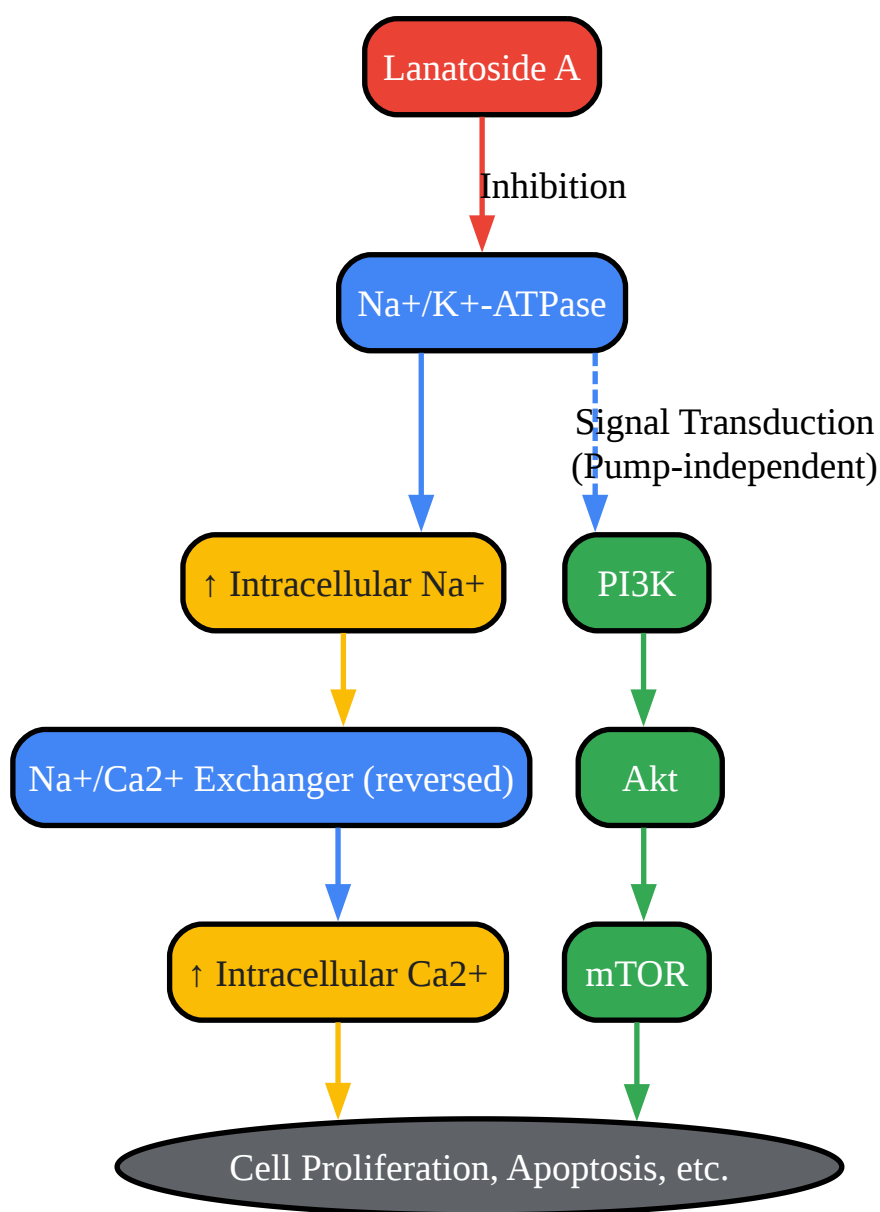 Lanatoside A
Inhibition
Na+/K+-ATPase
Signal Transduction
(Pump-independent)
↑ Intracellular Na+
PI3K
Na+/Ca2+ Exchanger (reversed)
Akt
↑ Intracellular Ca2+
mTOR
Cell Proliferation, Apoptosis, etc.